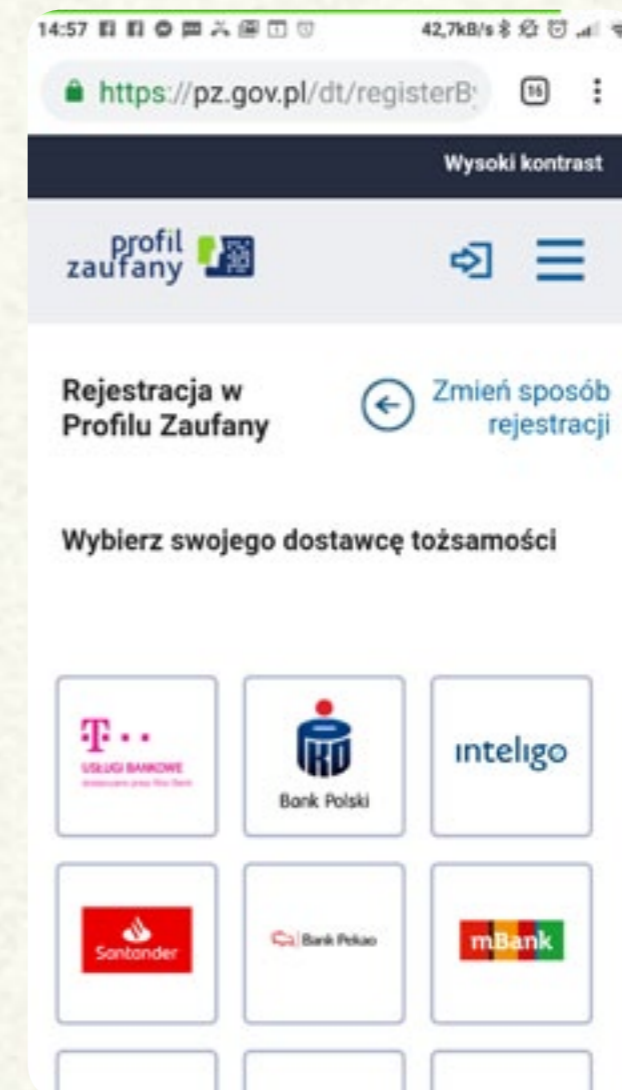 14:57
42,7kB/s
https://pz.gov.pl/dt/registerB
16
Wysoki kontrast
profil
zaufany
Rejestracja w
Profilu Zaufany
Zmień sposób
rejestracji
Wybierz swojego dostawcę tożsamości
T··
USŁUGI BANKOWE
Bank Polski
inteligo
Santander
Bank Pekao
mBank